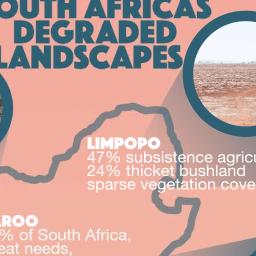 OUTH AFRICAS
DEGRADED
LANDSCAPES
LIMPOPO
47% subsistence agricu
24% thicket bushland
sparse vegetation cove
AROO
% of South Africa,
eat needs,